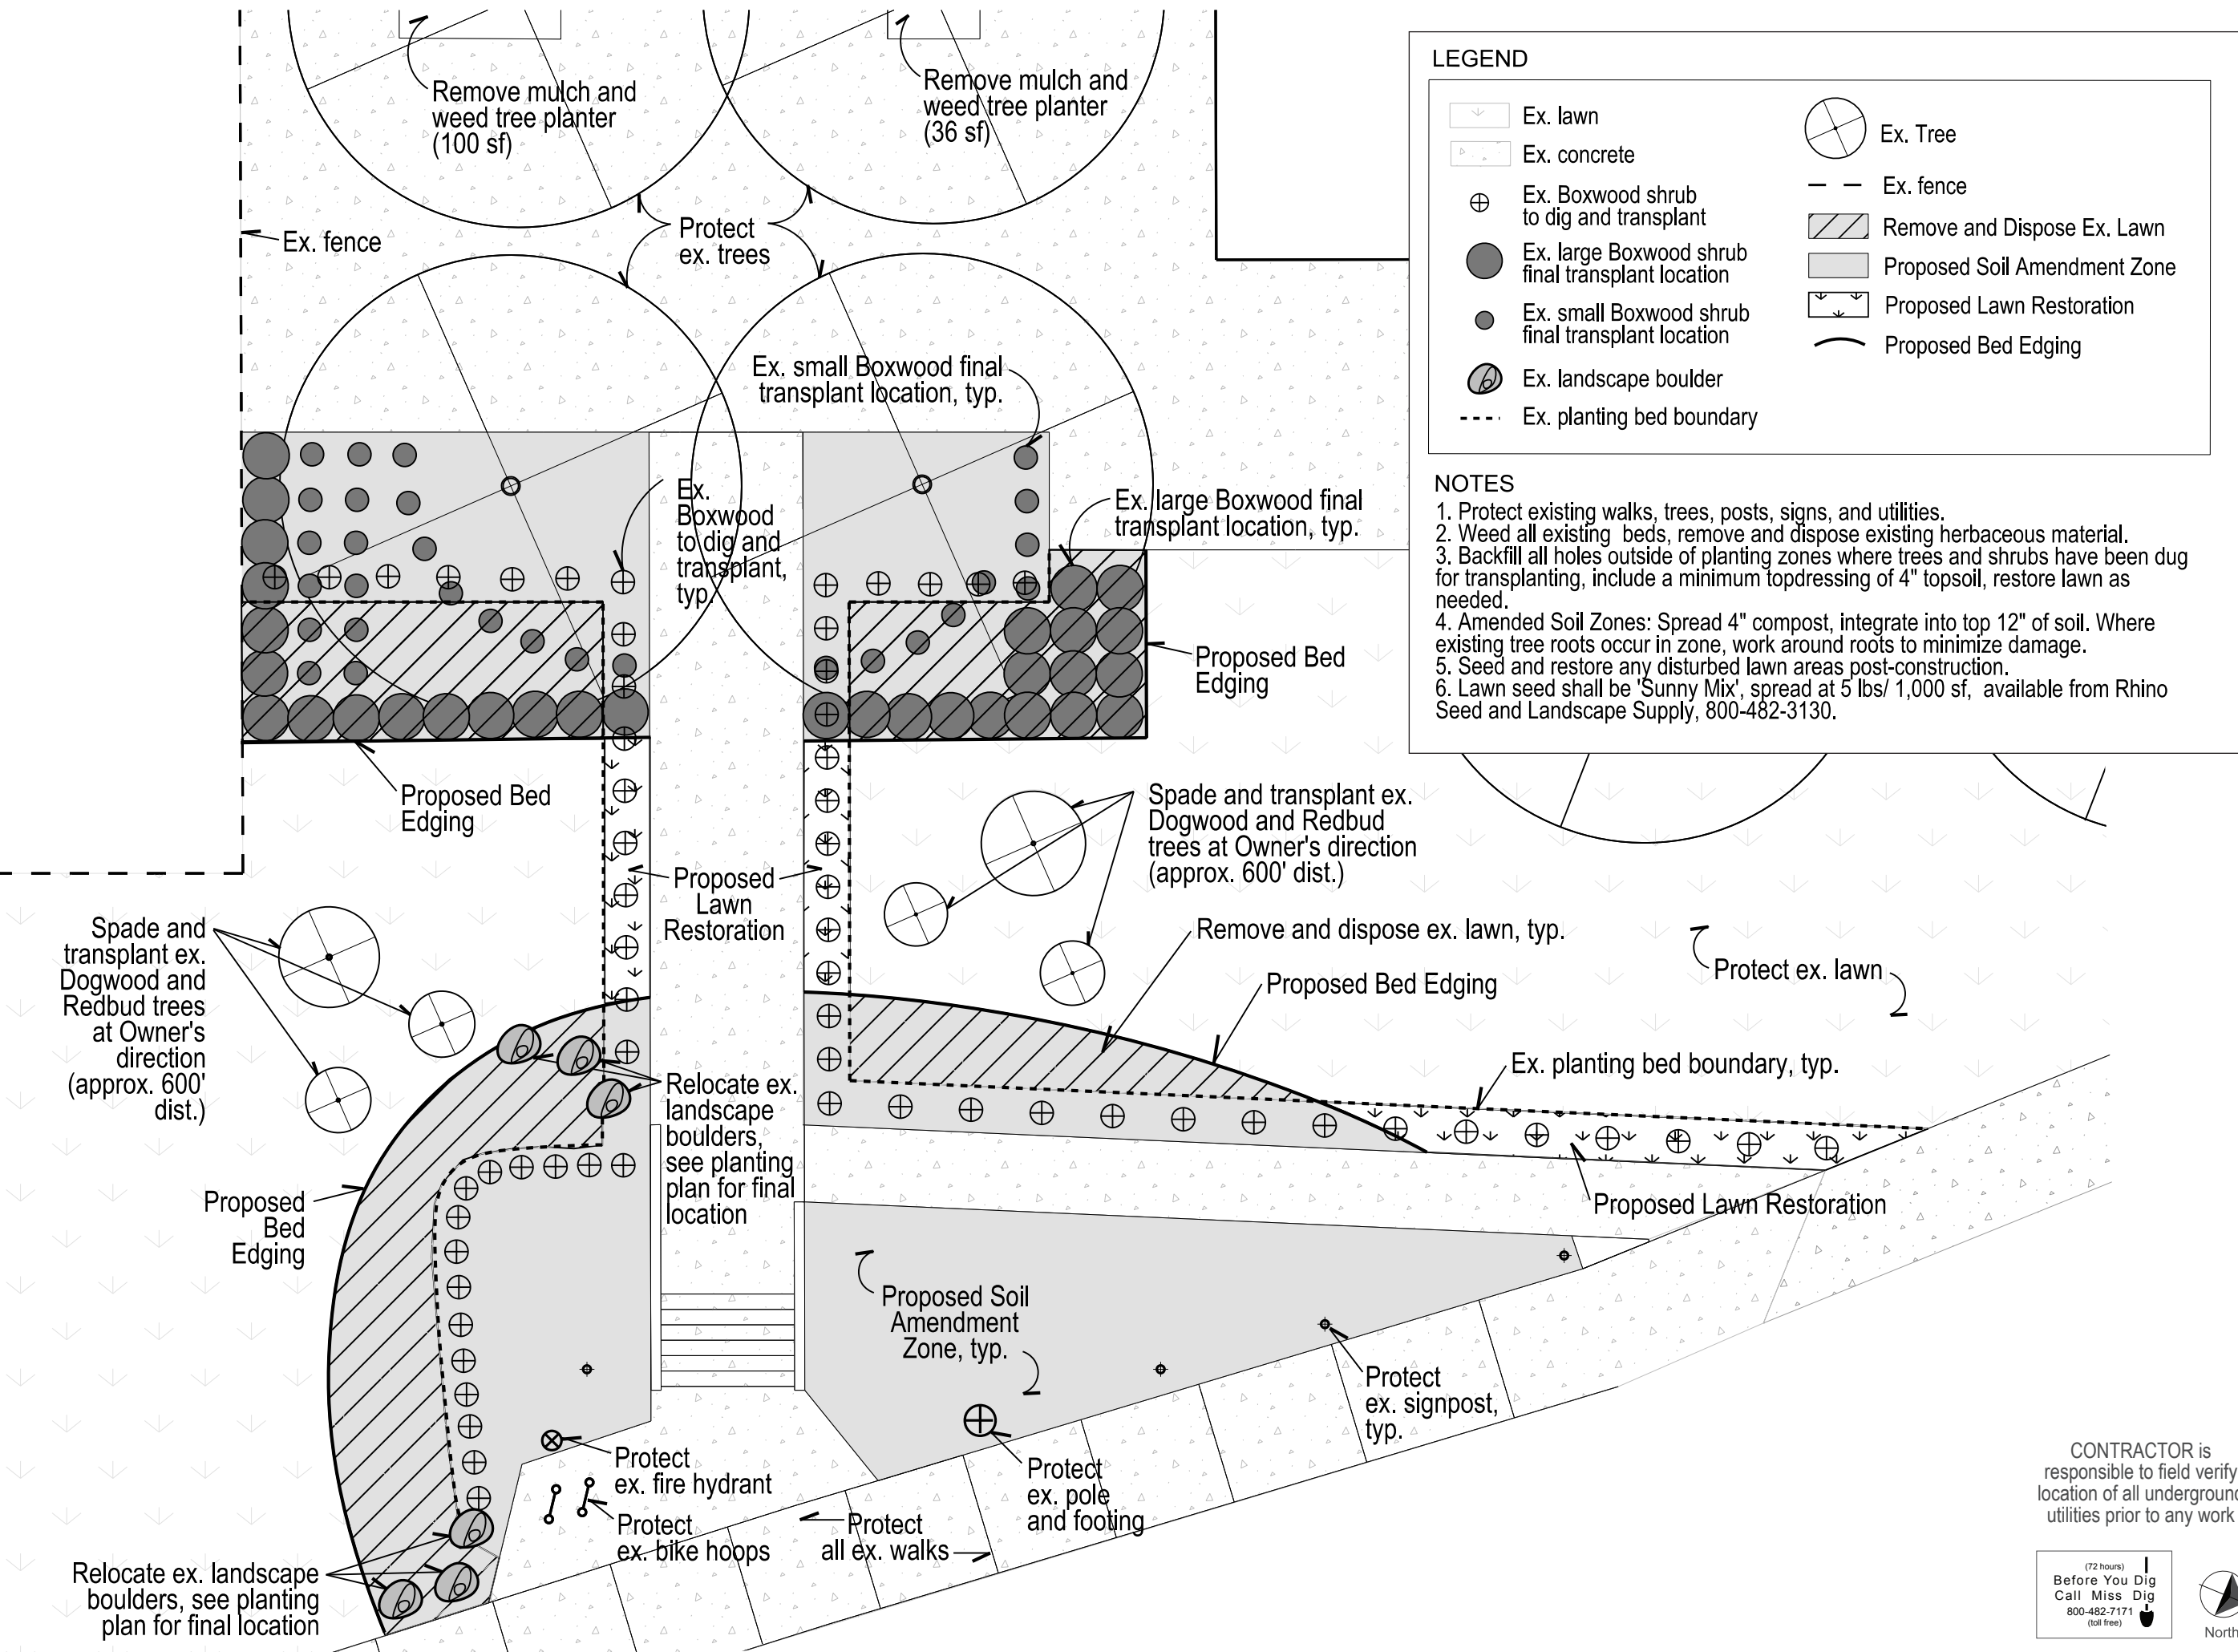 Remove mulch and
weed tree planter
(100 sf)
Remove mulch and
weed tree planter
(36 sf)
Protect
ex. trees
Ex. fence
Ex. small Boxwood final
transplant location, typ.
Ex.
Boxwood
to dig and
transplant,
typ.
Ex. large Boxwood final
transplant location, typ.
Proposed Bed
Edging
Proposed Bed
Edging
Spade and transplant ex.
Dogwood and Redbud
trees at Owner's direction
(approx. 600' dist.)
Proposed
Lawn
Restoration
Spade and
transplant ex.
Dogwood and
Redbud trees
at Owner's
direction
(approx. 600'
dist.)
Remove and dispose ex. lawn, typ.
Proposed Bed Edging
Protect ex. lawn
Ex. planting bed boundary, typ.
Relocate ex.
landscape
boulders,
see planting
plan for final
location
Proposed
Bed
Edging
Proposed Lawn Restoration
Proposed Soil
Amendment
Zone, typ.
Protect
ex. signpost,
typ.
Protect
ex. fire hydrant
Protect
ex. bike hoops
Protect
all ex. walks
Protect
ex. pole
and footing
Relocate ex. landscape
boulders, see planting
plan for final location
LEGEND
Ex. lawn
Ex. concrete
Ex. Boxwood shrub
to dig and transplant
Ex. large Boxwood shrub
final transplant location
Ex. small Boxwood shrub
final transplant location
Ex. landscape boulder
Ex. planting bed boundary
Ex. Tree
Ex. fence
Remove and Dispose Ex. Lawn
Proposed Soil Amendment Zone
Proposed Lawn Restoration
Proposed Bed Edging
NOTES
1. Protect existing walks, trees, posts, signs, and utilities.
2. Weed all existing beds, remove and dispose existing herbaceous material.
3. Backfill all holes outside of planting zones where trees and shrubs have been dug
for transplanting, include a minimum topdressing of 4" topsoil, restore lawn as
needed.
4. Amended Soil Zones: Spread 4" compost, integrate into top 12" of soil. Where
existing tree roots occur in zone, work around roots to minimize damage.
5. Seed and restore any disturbed lawn areas post-construction.
6. Lawn seed shall be 'Sunny Mix', spread at 5 lbs/ 1,000 sf, available from Rhino
Seed and Landscape Supply, 800-482-3130.
CONTRACTOR is
responsible to field verify
location of all underground
utilities prior to any work
(72 hours)
Before You Dig
Call Miss Dig
800-482-7171
(toll free)
North